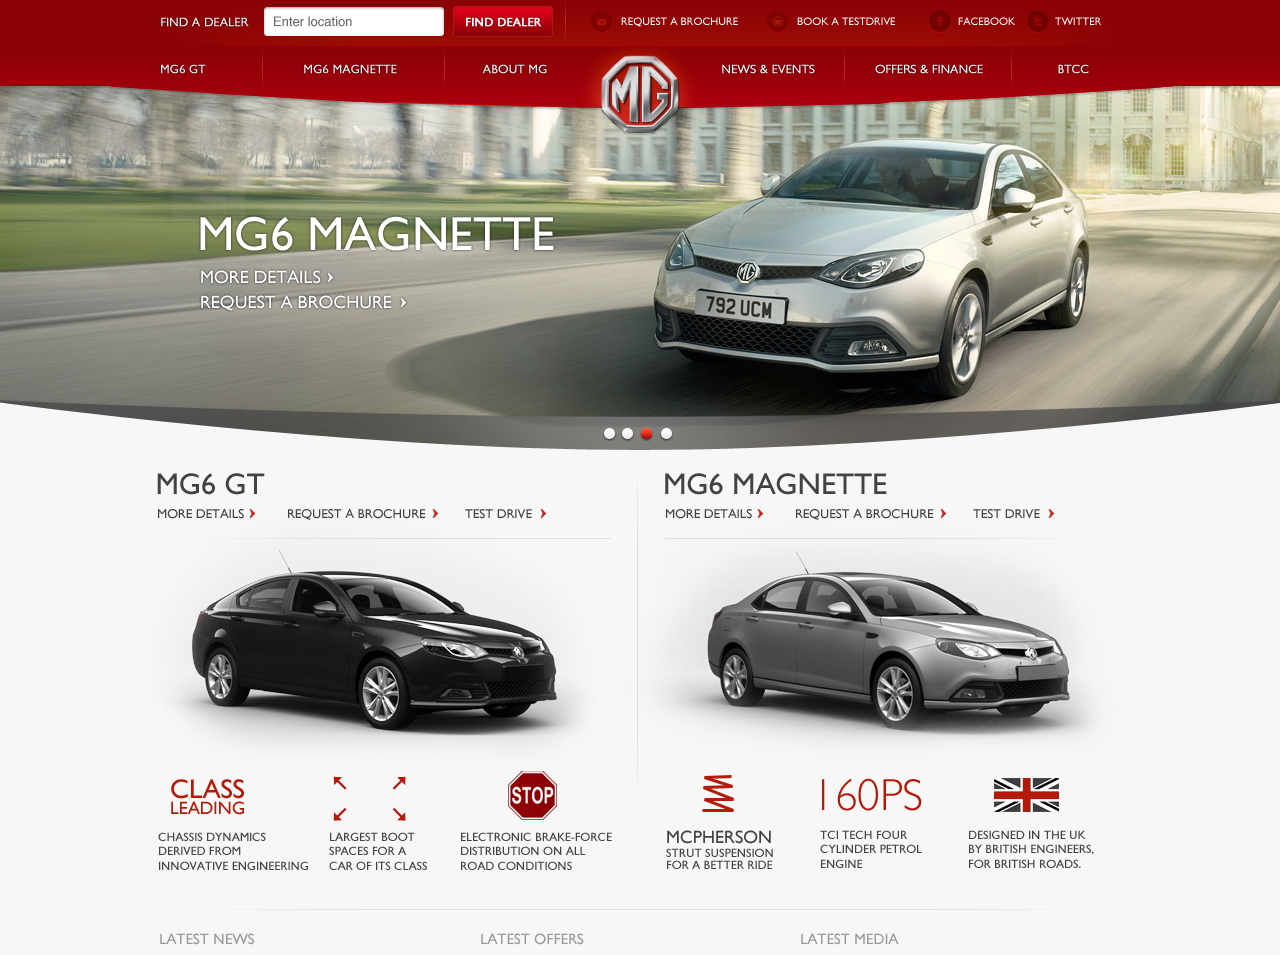 FIND A DEALER
Enter location
FIND DEALER
REQUEST A BROCHURE
BOOK A TESTDRIVE
FACEBOOK
TWITTER
MG6 GT
MG6 MAGNETTE
ABOUT MG
MG
NEWS & EVENTS
OFFERS & FINANCE
BTCC
MG6 MAGNETTE
MORE DETAILS
REQUEST A BROCHURE
MG
792 UCM
MG6 GT
MORE DETAILS
REQUEST A BROCHURE
TEST DRIVE
MG6 MAGNETTE
MORE DETAILS
REQUEST A BROCHURE
TEST DRIVE
CLASS
LEADING
CHASSIS DYNAMICS
DERIVED FROM
INNOVATIVE ENGINEERING
LARGEST BOOT
SPACES FOR A
CAR OF ITS CLASS
STOP
ELECTRONIC BRAKE-FORCE
DISTRIBUTION ON ALL
ROAD CONDITIONS
MCPHERSON
STRUT SUSPENSION
FOR A BETTER RIDE
160PS
TCI TECH FOUR
CYLINDER PETROL
ENGINE
DESIGNED IN THE UK
BY BRITISH ENGINEERS,
FOR BRITISH ROADS.
LATEST NEWS
LATEST OFFERS
LATEST MEDIA